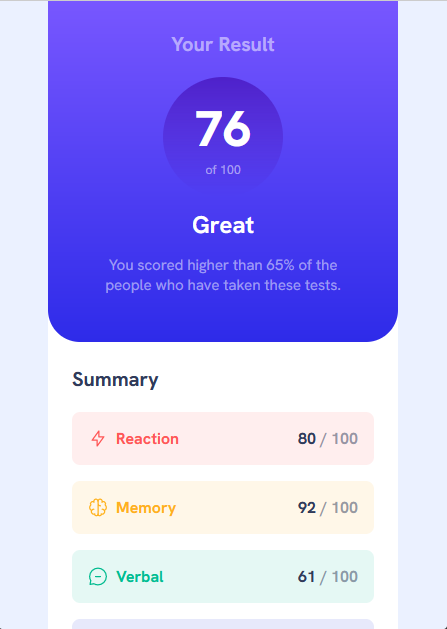 Your Result
76
of 100
Great
You scored higher than 65% of the
people who have taken these tests.
Summary
Reaction 80 / 100
Memory 92 / 100
Verbal 61 / 100